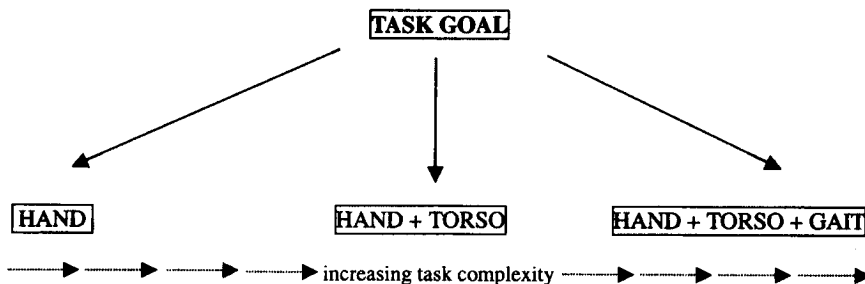 TASK GOAL
HAND
HAND + TORSO
HAND + TORSO + GAIT
increasing task complexity